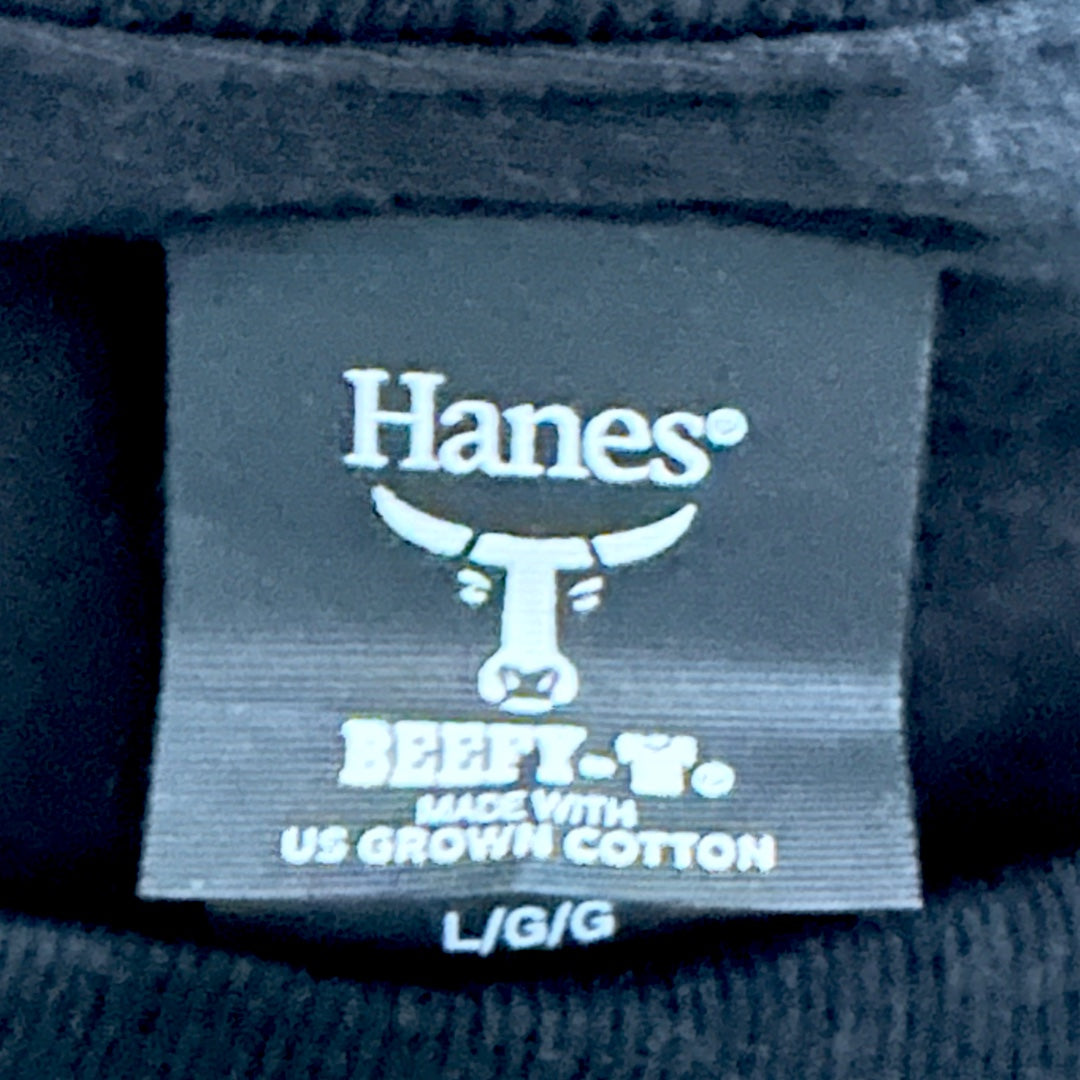 Hanes®
BEEFY-T®
MADE WITH
US GROWN COTTON
L/G/G